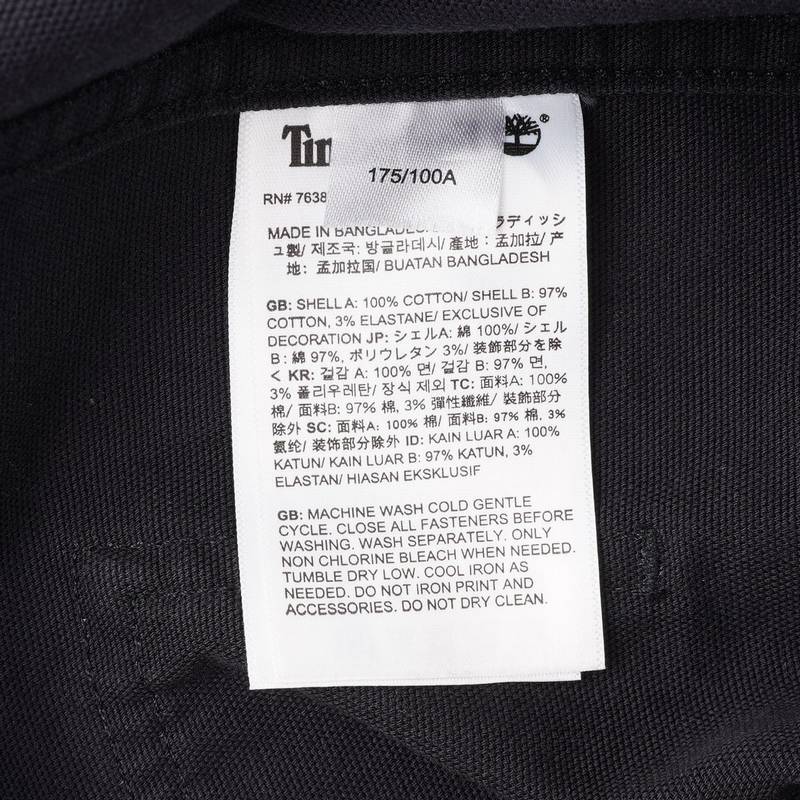 Tim
®
175/100A
RN# 7638
MADE IN BANGLADESH ラディッシ
ュ製/ 제조국: 방글라데시/ 產地: 孟加拉/ 产
地: 孟加拉国/ BUATAN BANGLADESH
GB: SHELL A: 100% COTTON/ SHELL B: 97%
COTTON, 3% ELASTANE/ EXCLUSIVE OF
DECORATION JP: シェルA: 綿 100%/ シェル
B: 綿 97%, ポリウレタン 3%/ 装飾部分を除
く KR: 겉감 A: 100% 면/ 겉감 B: 97% 면,
3% 폴리우레탄/ 장식 제외 TC: 面料A: 100%
棉/ 面料B: 97% 棉, 3% 彈性纖維/ 裝飾部分
除外 SC: 面料A: 100% 棉/ 面料B: 97% 棉, 3%
氨纶/ 装饰部分除外 ID: KAIN LUAR A: 100%
KATUN/ KAIN LUAR B: 97% KATUN, 3%
ELASTAN/ HIASAN EKSKLUSIF
GB: MACHINE WASH COLD GENTLE
CYCLE. CLOSE ALL FASTENERS BEFORE
WASHING. WASH SEPARATELY. ONLY
NON CHLORINE BLEACH WHEN NEEDED.
TUMBLE DRY LOW. COOL IRON AS
NEEDED. DO NOT IRON PRINT AND
ACCESSORIES. DO NOT DRY CLEAN.